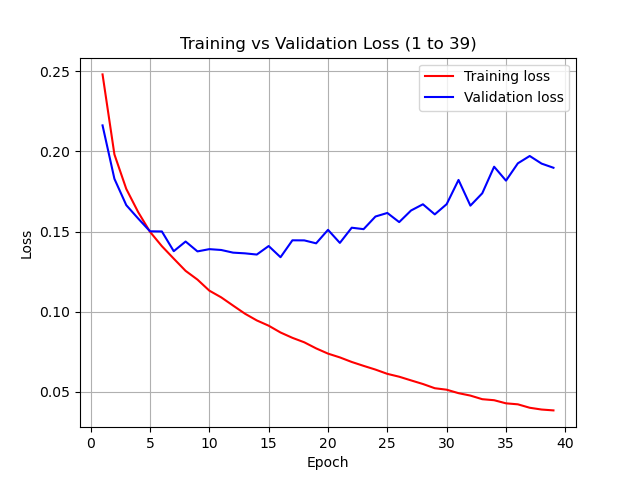 Training vs Validation Loss (1 to 39)
Training loss
Validation loss
0.25
0.20
0.15
0.10
0.05
Loss
0 5 10 15 20 25 30 35 40
Epoch